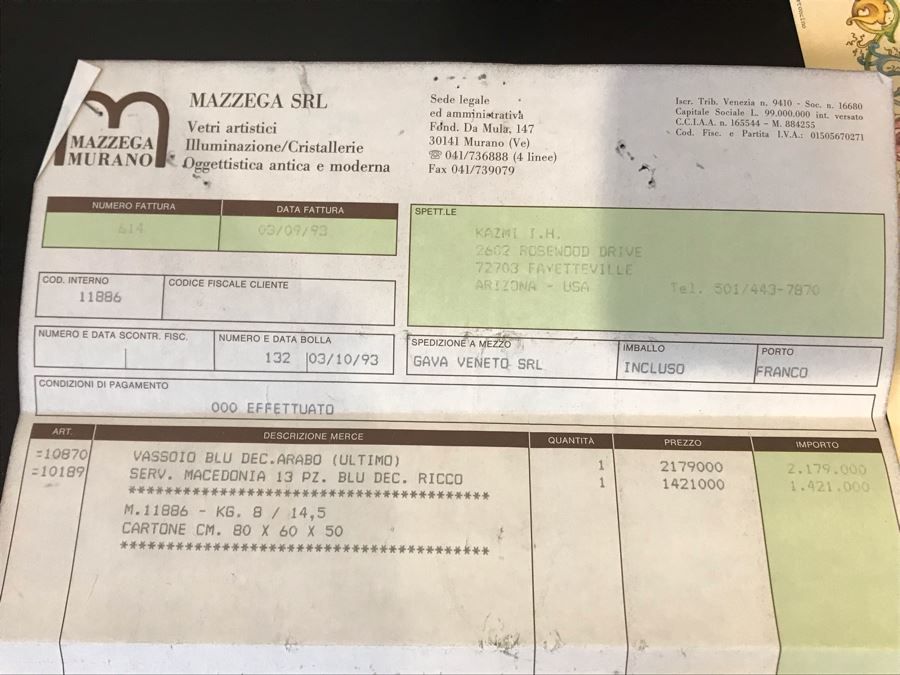 MAZZEGA
MURANO
MAZZEGA SRL
Vetri artistici
Illuminazione/Cristallerie
Oggettistica antica e moderna
Sede legale
ed amministrativa
Fond. Da Mula, 147
30141 Murano (Ve)
☏ 041/736888 (4 linee)
Fax 041/739079
Iscr. Trib. Venezia n. 9410 - Soc. n. 16680
Capitale Sociale L. 99.000.000 int. versato
C.C.I.A.A. n. 165544 - M. 884255
Cod. Fisc. e Partita I.V.A.: 01505670271
NUMERO FATTURA DATA FATTURA
614 03/09/93
SPETT.LE
KAZMI I.H.
2602 ROSEWOOD DRIVE
72703 FAYETTEVILLE
ARIZONA - USA Tel. 501/443-7870
COD. INTERNO CODICE FISCALE CLIENTE
11886
NUMERO E DATA SCONTR. FISC. NUMERO E DATA BOLLA
132 03/10/93
SPEDIZIONE A MEZZO IMBALLO PORTO
GAVA VENETO SRL INCLUSO FRANCO
CONDIZIONI DI PAGAMENTO
000 EFFETTUATO
ART. DESCRIZIONE MERCE QUANTITÀ PREZZO IMPORTO
=10870 VASSOIO BLU DEC.ARABO (ULTIMO) 1 2179000 2.179.000
=10189 SERV. MACEDONIA 13 PZ. BLU DEC. RICCO 1 1421000 1.421.000
****************************************
M.11886 - KG. 8 / 14,5
CARTONE CM. 80 X 60 X 50
****************************************